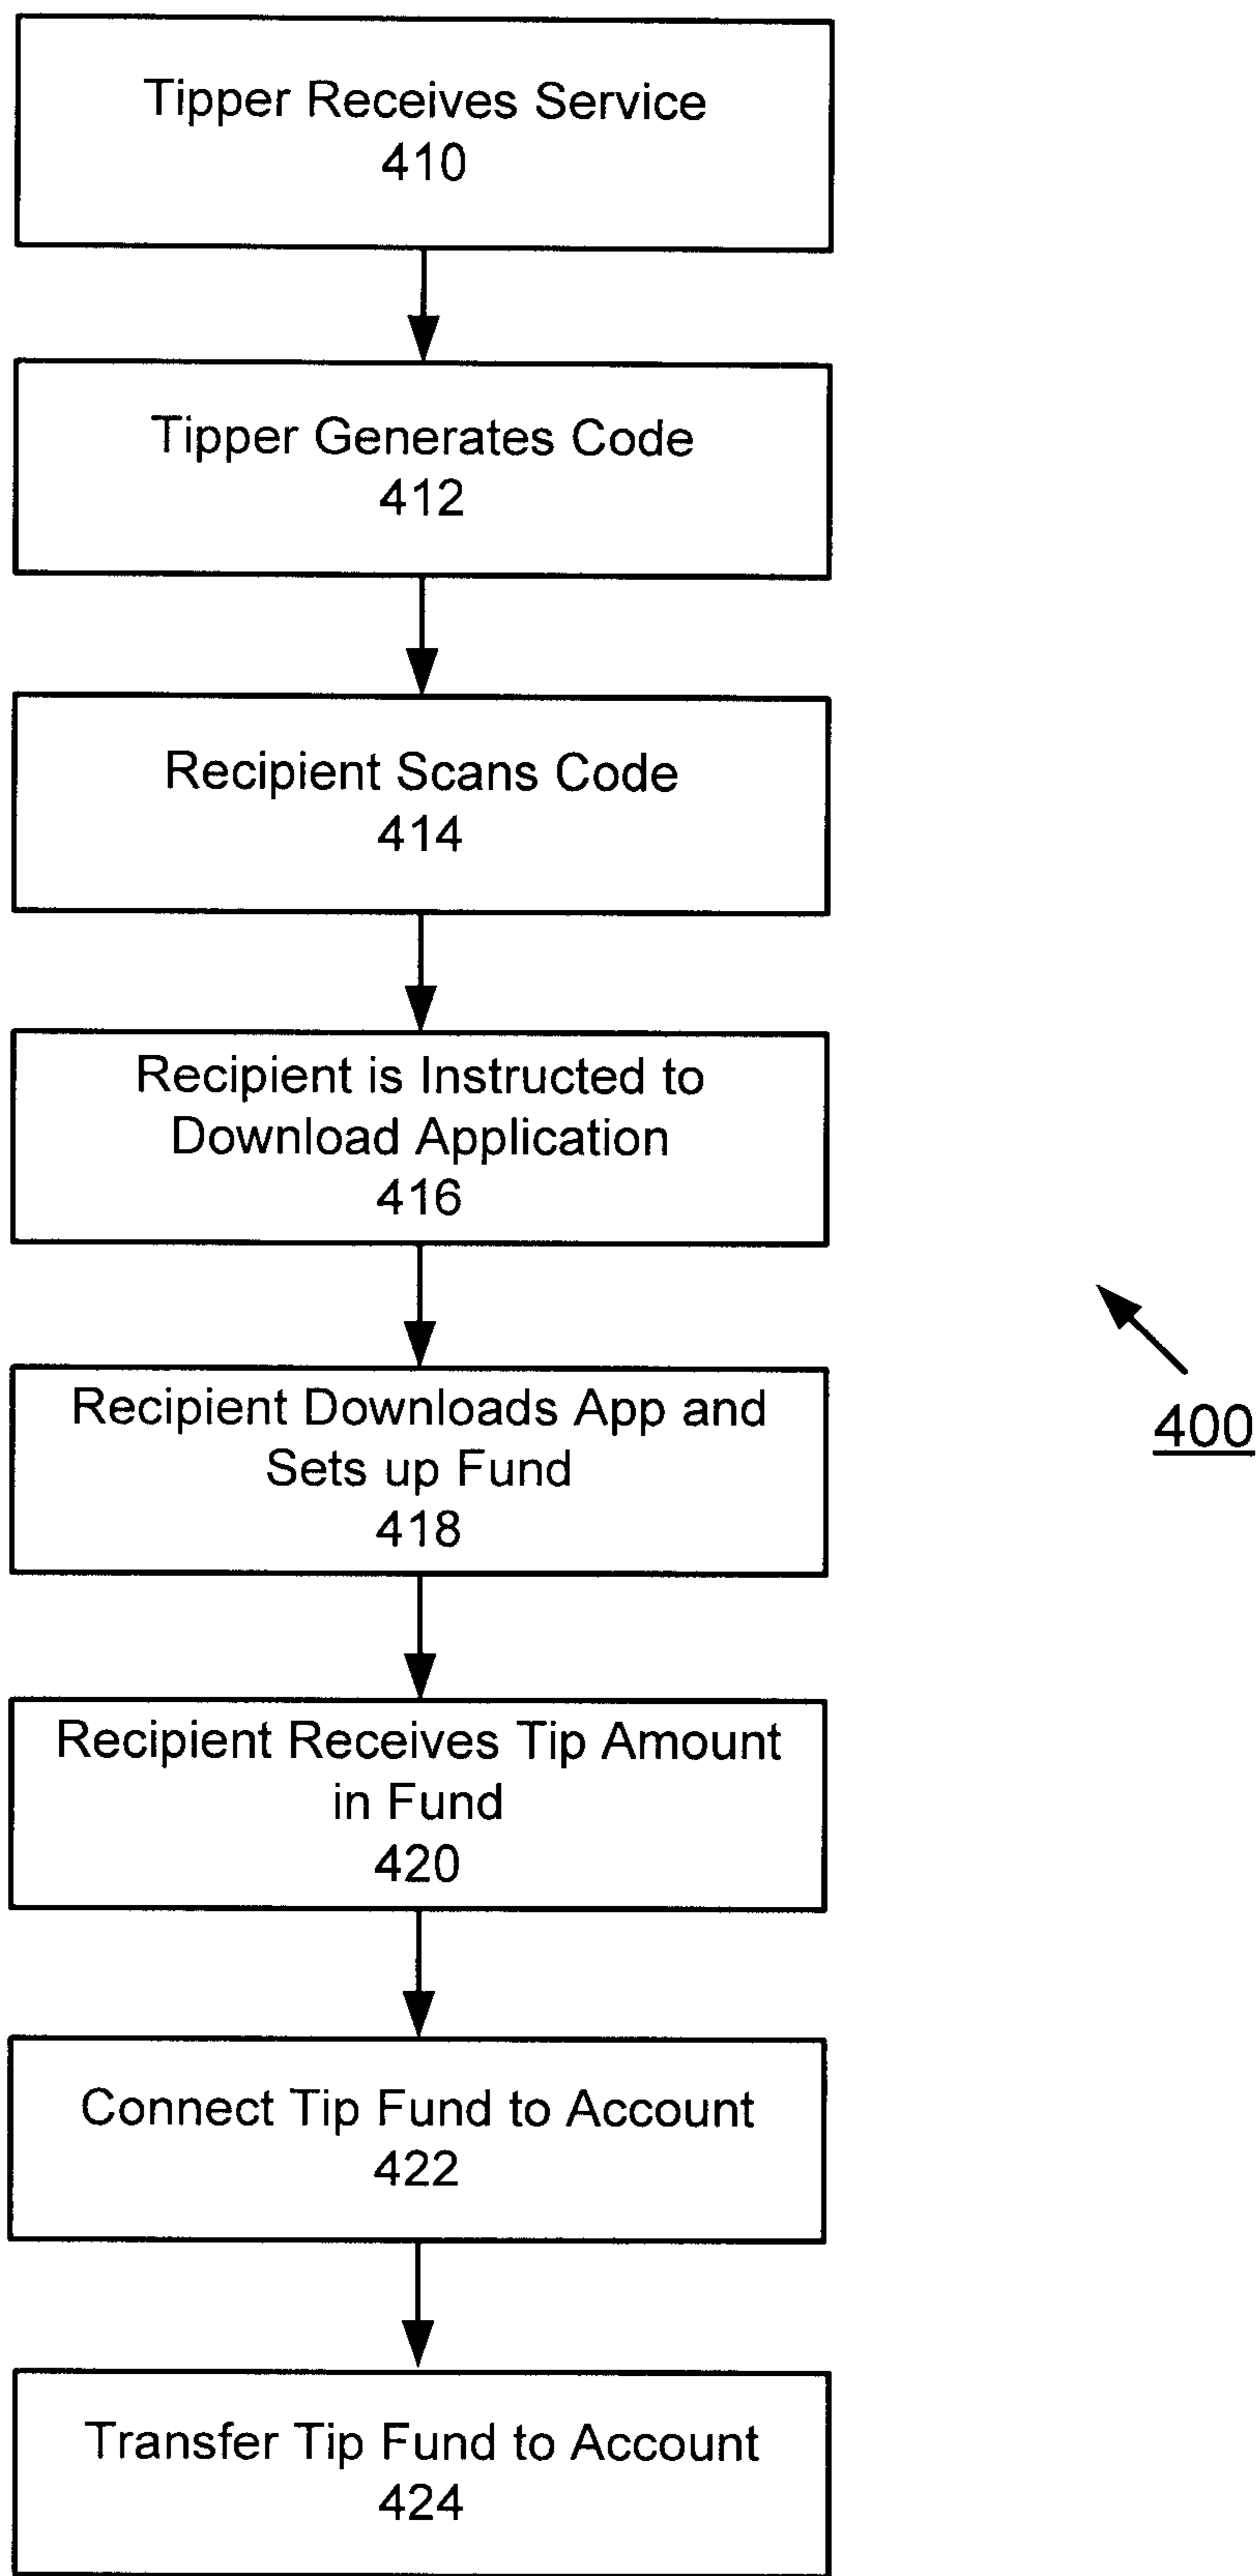 Tipper Receives Service
410
Tipper Generates Code
412
Recipient Scans Code
414
Recipient is Instructed to
Download Application
416
Recipient Downloads App and
Sets up Fund
418
400
Recipient Receives Tip Amount
in Fund
420
Connect Tip Fund to Account
422
Transfer Tip Fund to Account
424